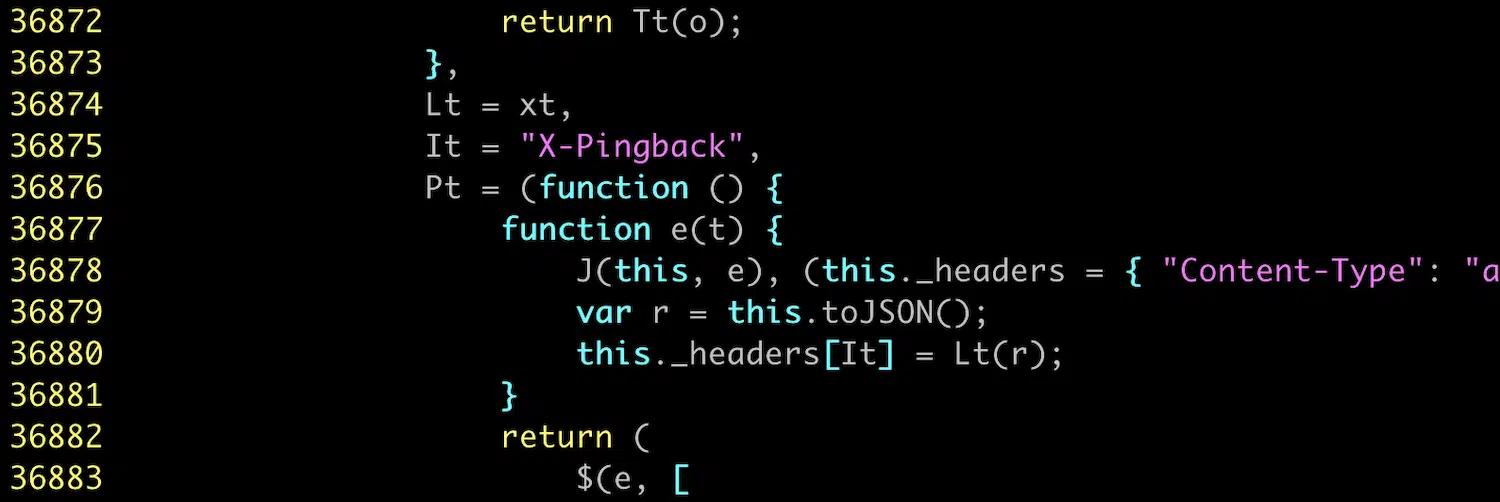 36872 return Tt(o);
36873 },
36874 Lt = xt,
36875 It = "X-Pingback",
36876 Pt = (function () {
36877 function e(t) {
36878 J(this, e), (this._headers = { "Content-Type": "a
36879 var r = this.toJSON();
36880 this._headers[It] = Lt(r);
36881 }
36882 return (
36883 $(e, [